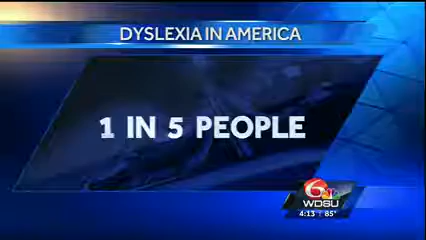 DYSLEXIA IN AMERICA
1 IN 5 PEOPLE
6
WDSU
4:13 85°